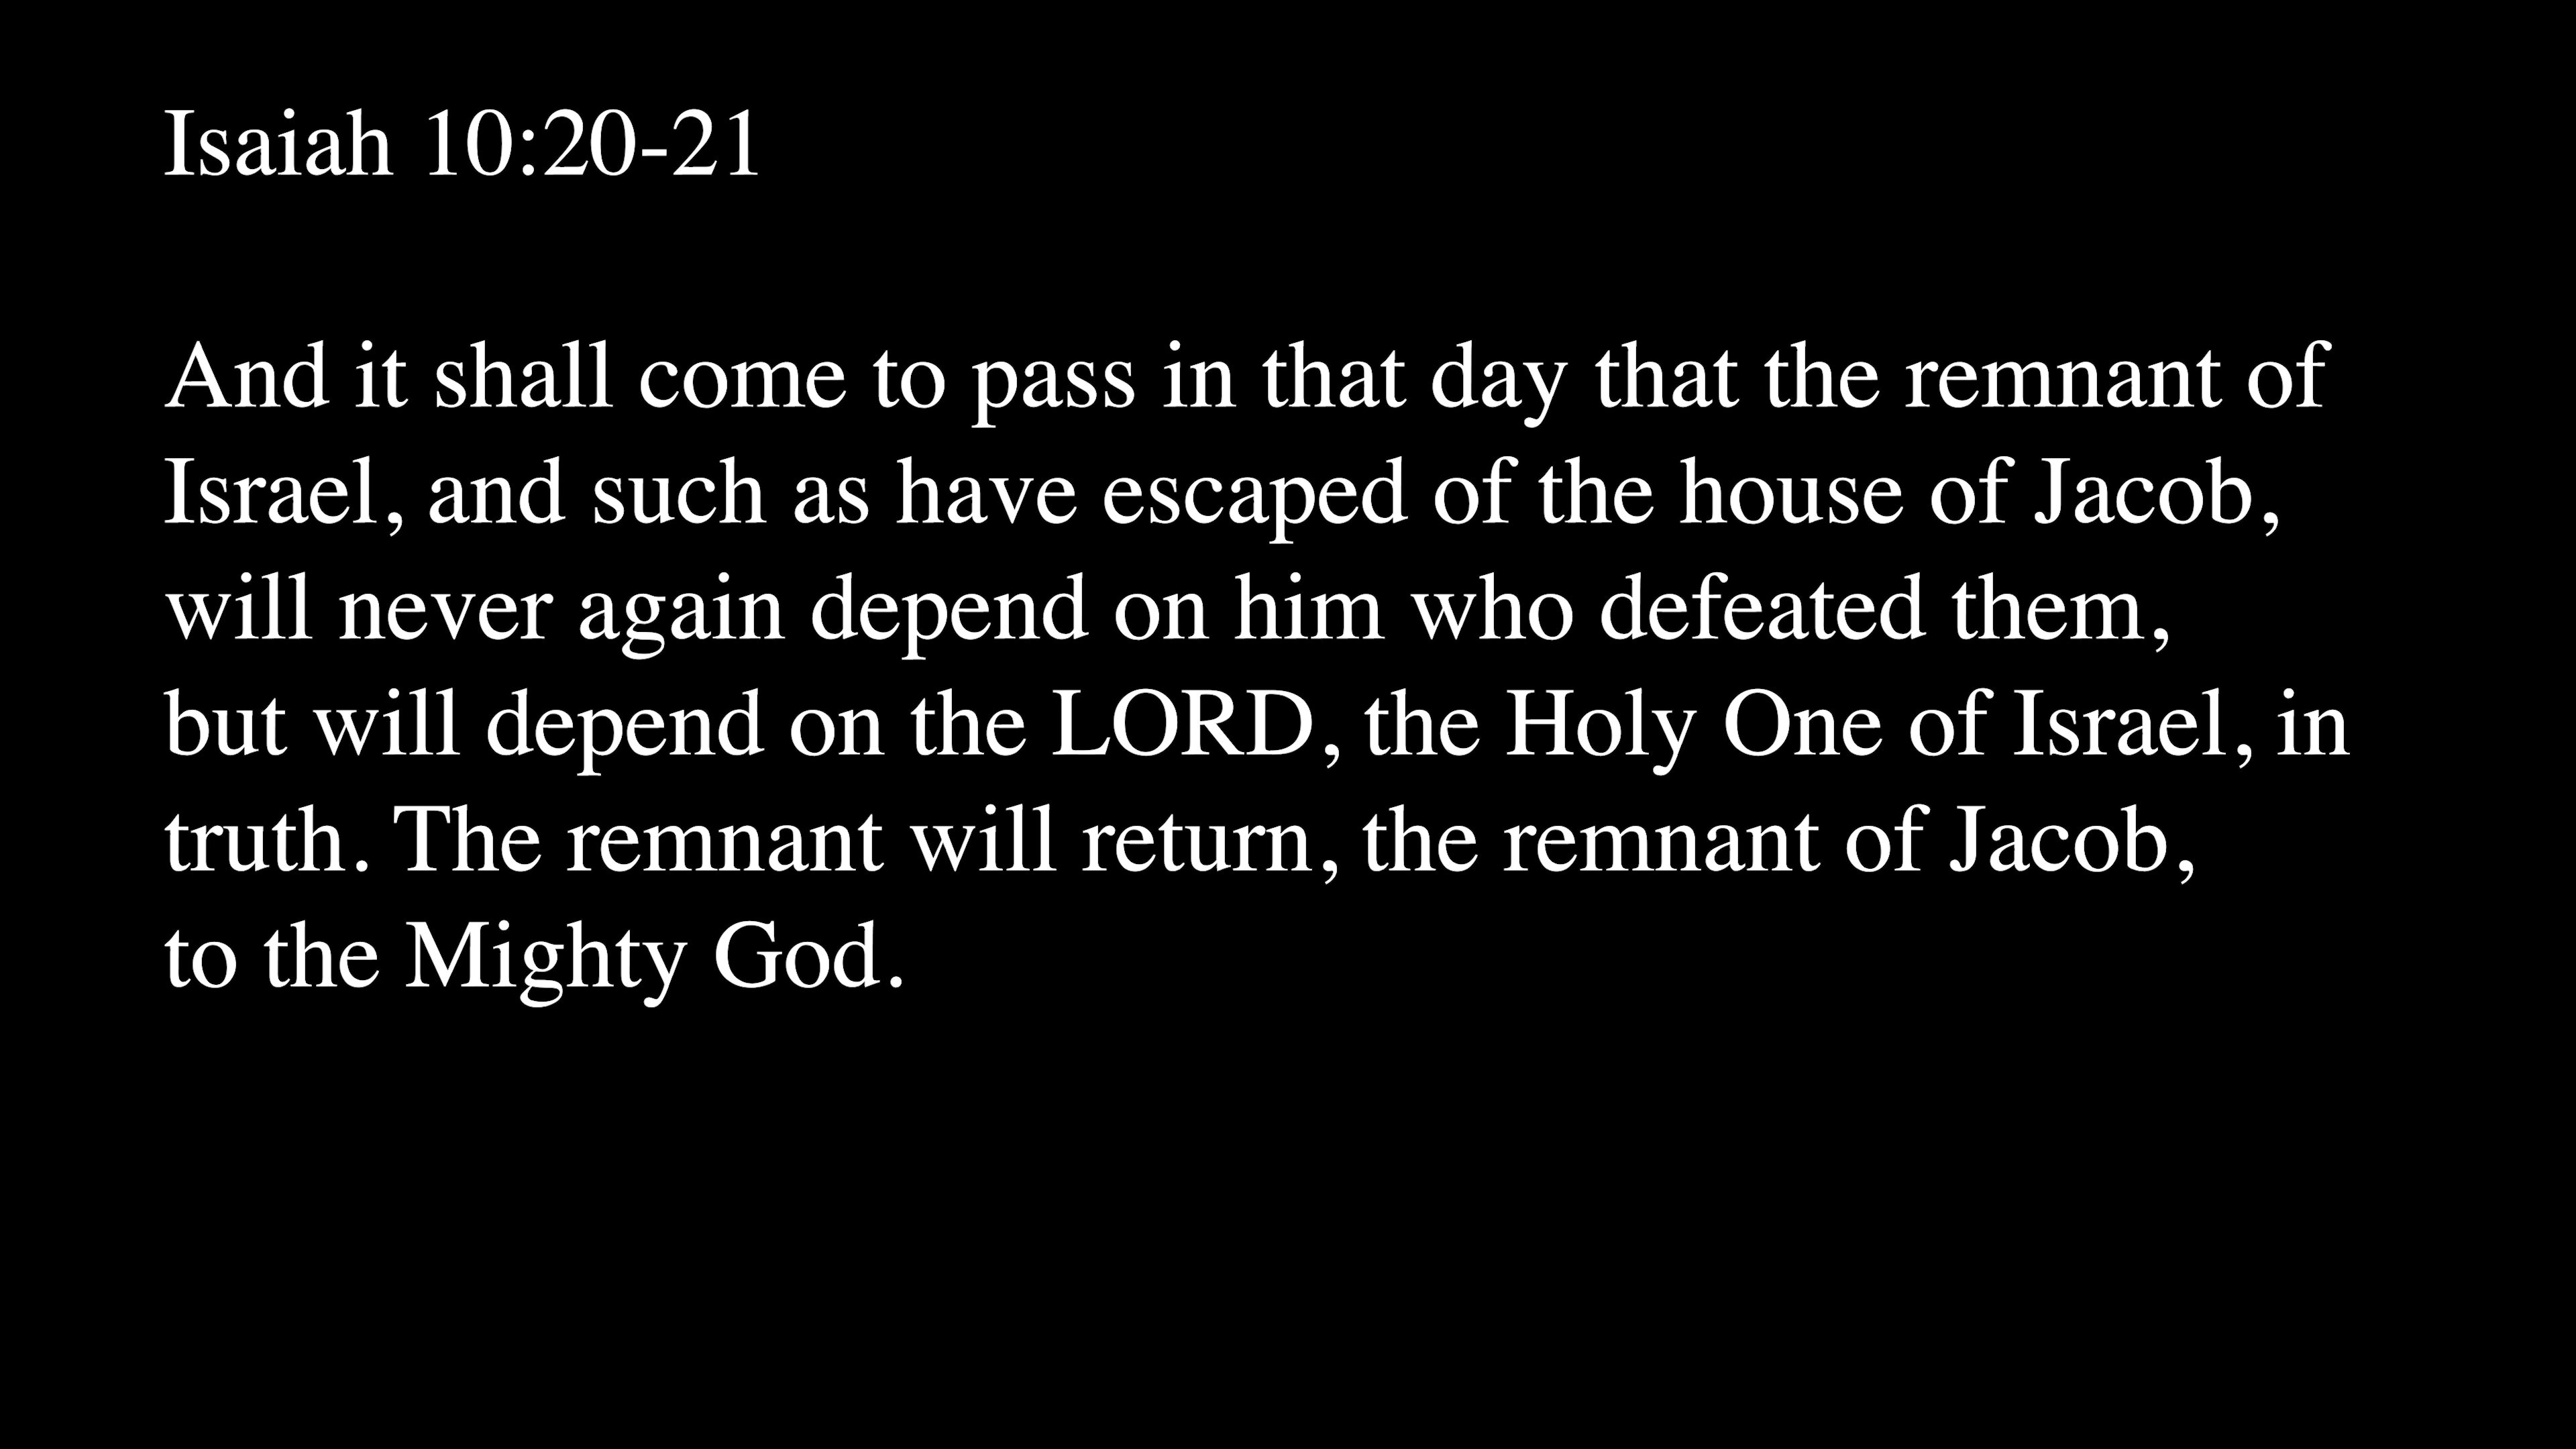 Isaiah 10:20-21
And it shall come to pass in that day that the remnant of
Israel, and such as have escaped of the house of Jacob,
will never again depend on him who defeated them,
but will depend on the LORD, the Holy One of Israel, in
truth. The remnant will return, the remnant of Jacob,
to the Mighty God.